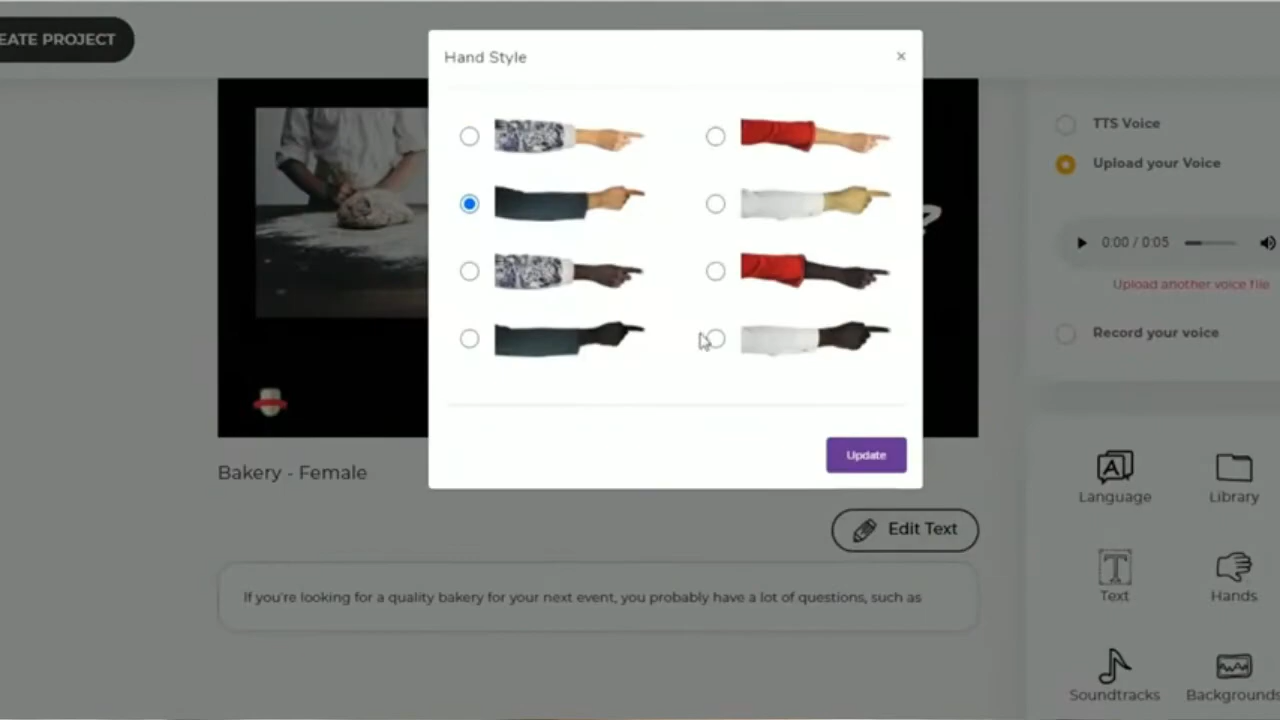 EATE PROJECT
Hand Style
×
TTS Voice
Upload your Voice
0:00 / 0:05
Upload another voice file
Record your voice
Update
Bakery - Female
Edit Text
If you're looking for a quality bakery for your next event, you probably have a lot of questions, such as
Language
Library
Text
Hands
Soundtracks
Backgrounds